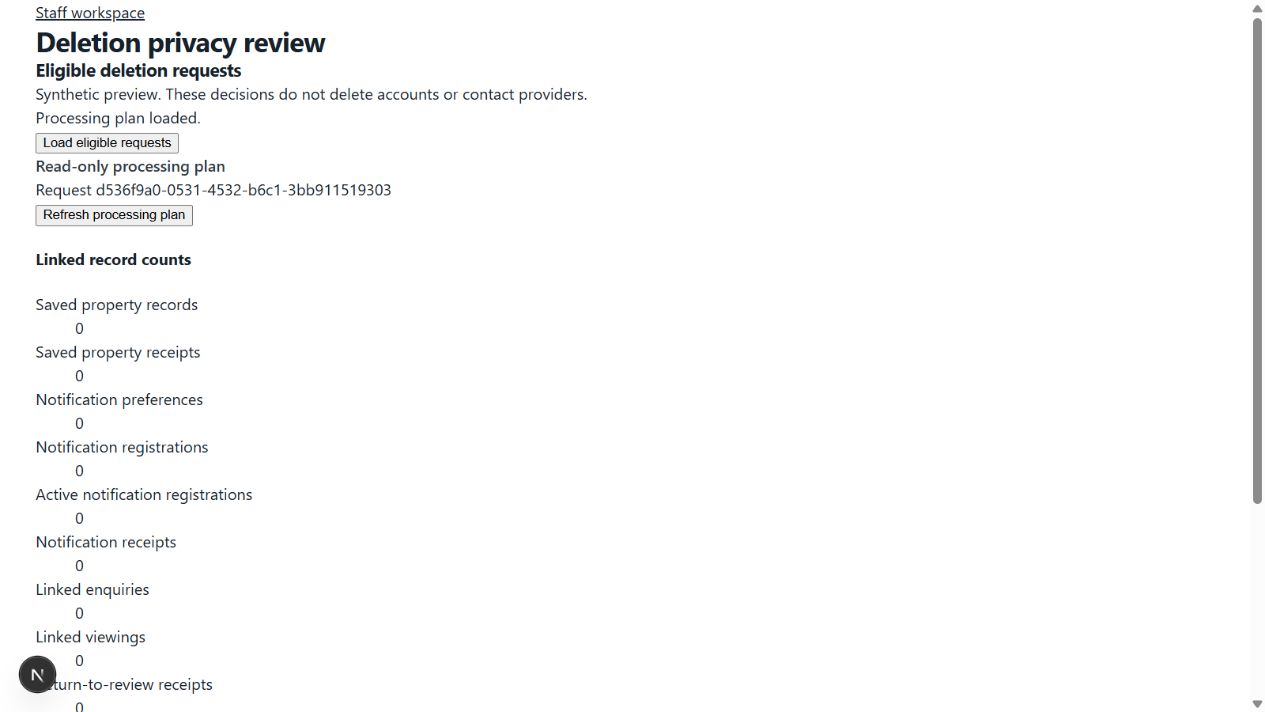 Staff workspace
Deletion privacy review
Eligible deletion requests
Synthetic preview. These decisions do not delete accounts or contact providers.
Processing plan loaded.
Load eligible requests
Read-only processing plan
Request d536f9a0-0531-4532-b6c1-3bb911519303
Refresh processing plan
Linked record counts
Saved property records
0
Saved property receipts
0
Notification preferences
0
Notification registrations
0
Active notification registrations
0
Notification receipts
0
Linked enquiries
0
Linked viewings
0
N
turn-to-review receipts
0